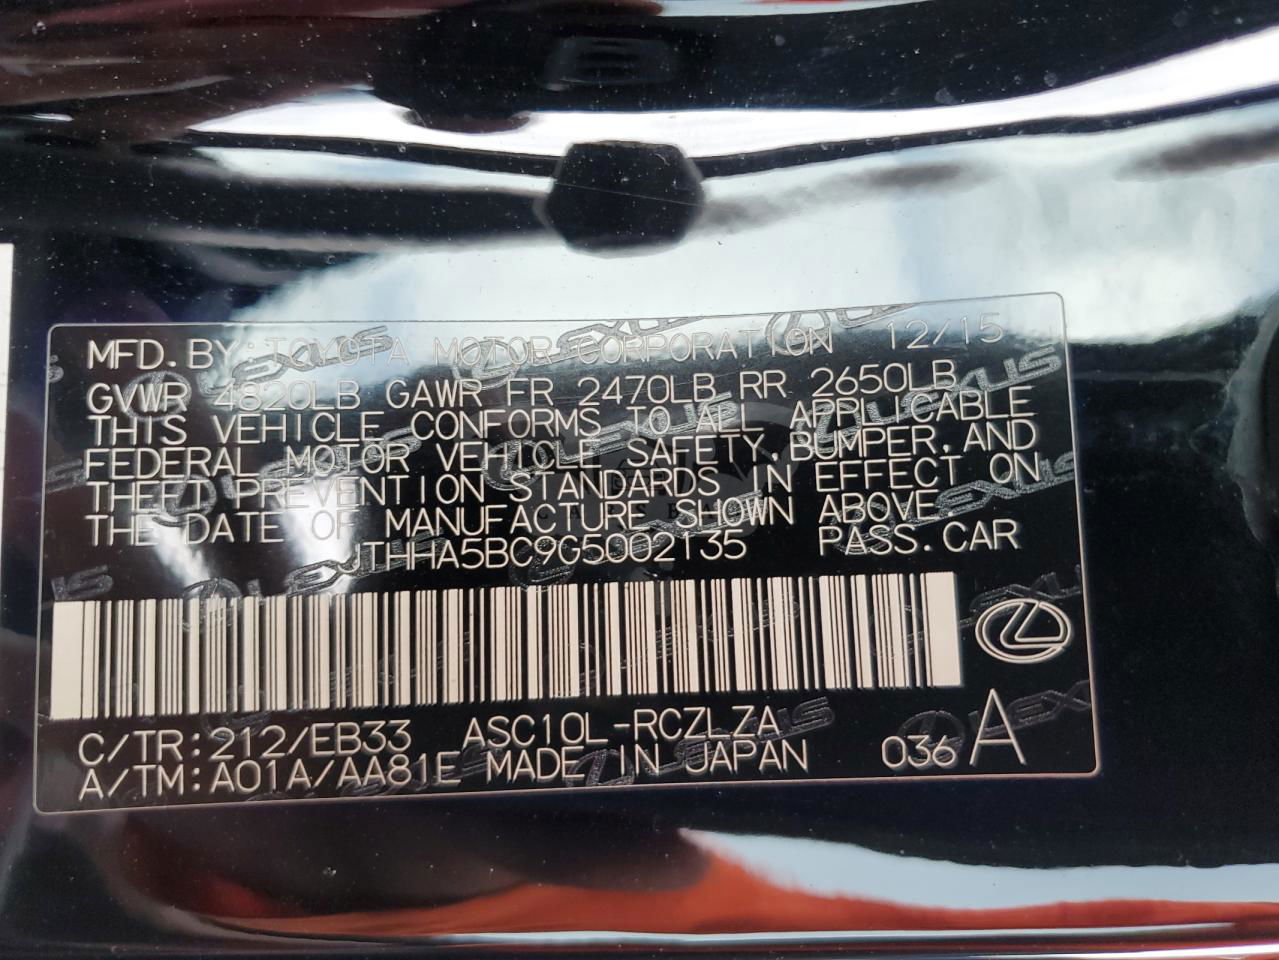 MFD. BY: TOYOTA MOTOR CORPORATION 12/15
GVWR 4820LB GAWR FR 2470LB RR 2650LB
THIS VEHICLE CONFORMS TO ALL APPLICABLE
FEDERAL MOTOR VEHICLE SAFETY, BUMPER, AND
THEFT PREVENTION STANDARDS IN EFFECT ON
THE DATE OF MANUFACTURE SHOWN ABOVE.
JTHHA5BC9G5002135 PASS. CAR
C/TR: 212/EB33 ASC10L-RCZLZA
A/TM: A01A/AA81E MADE IN JAPAN 036 A